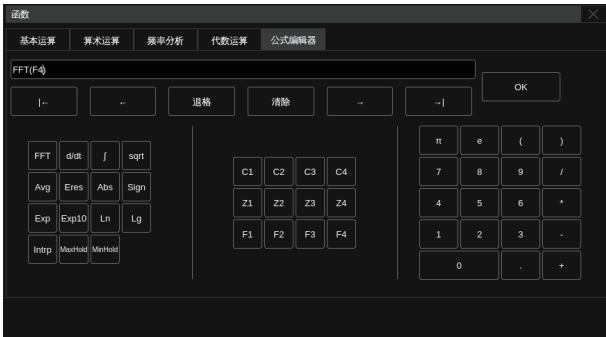 函数
基本运算 算术运算 频率分析 代数运算 公式编辑器
FFT(F4)
OK
|← ← 退格 清除 → →|
FFT d/dt ∫ sqrt
Avg Eres Abs Sign
Exp Exp10 Ln Lg
Intrp MaxHold MinHold
C1 C2 C3 C4
Z1 Z2 Z3 Z4
F1 F2 F3 F4
π e ( )
7 8 9 /
4 5 6 *
1 2 3 -
0 . +